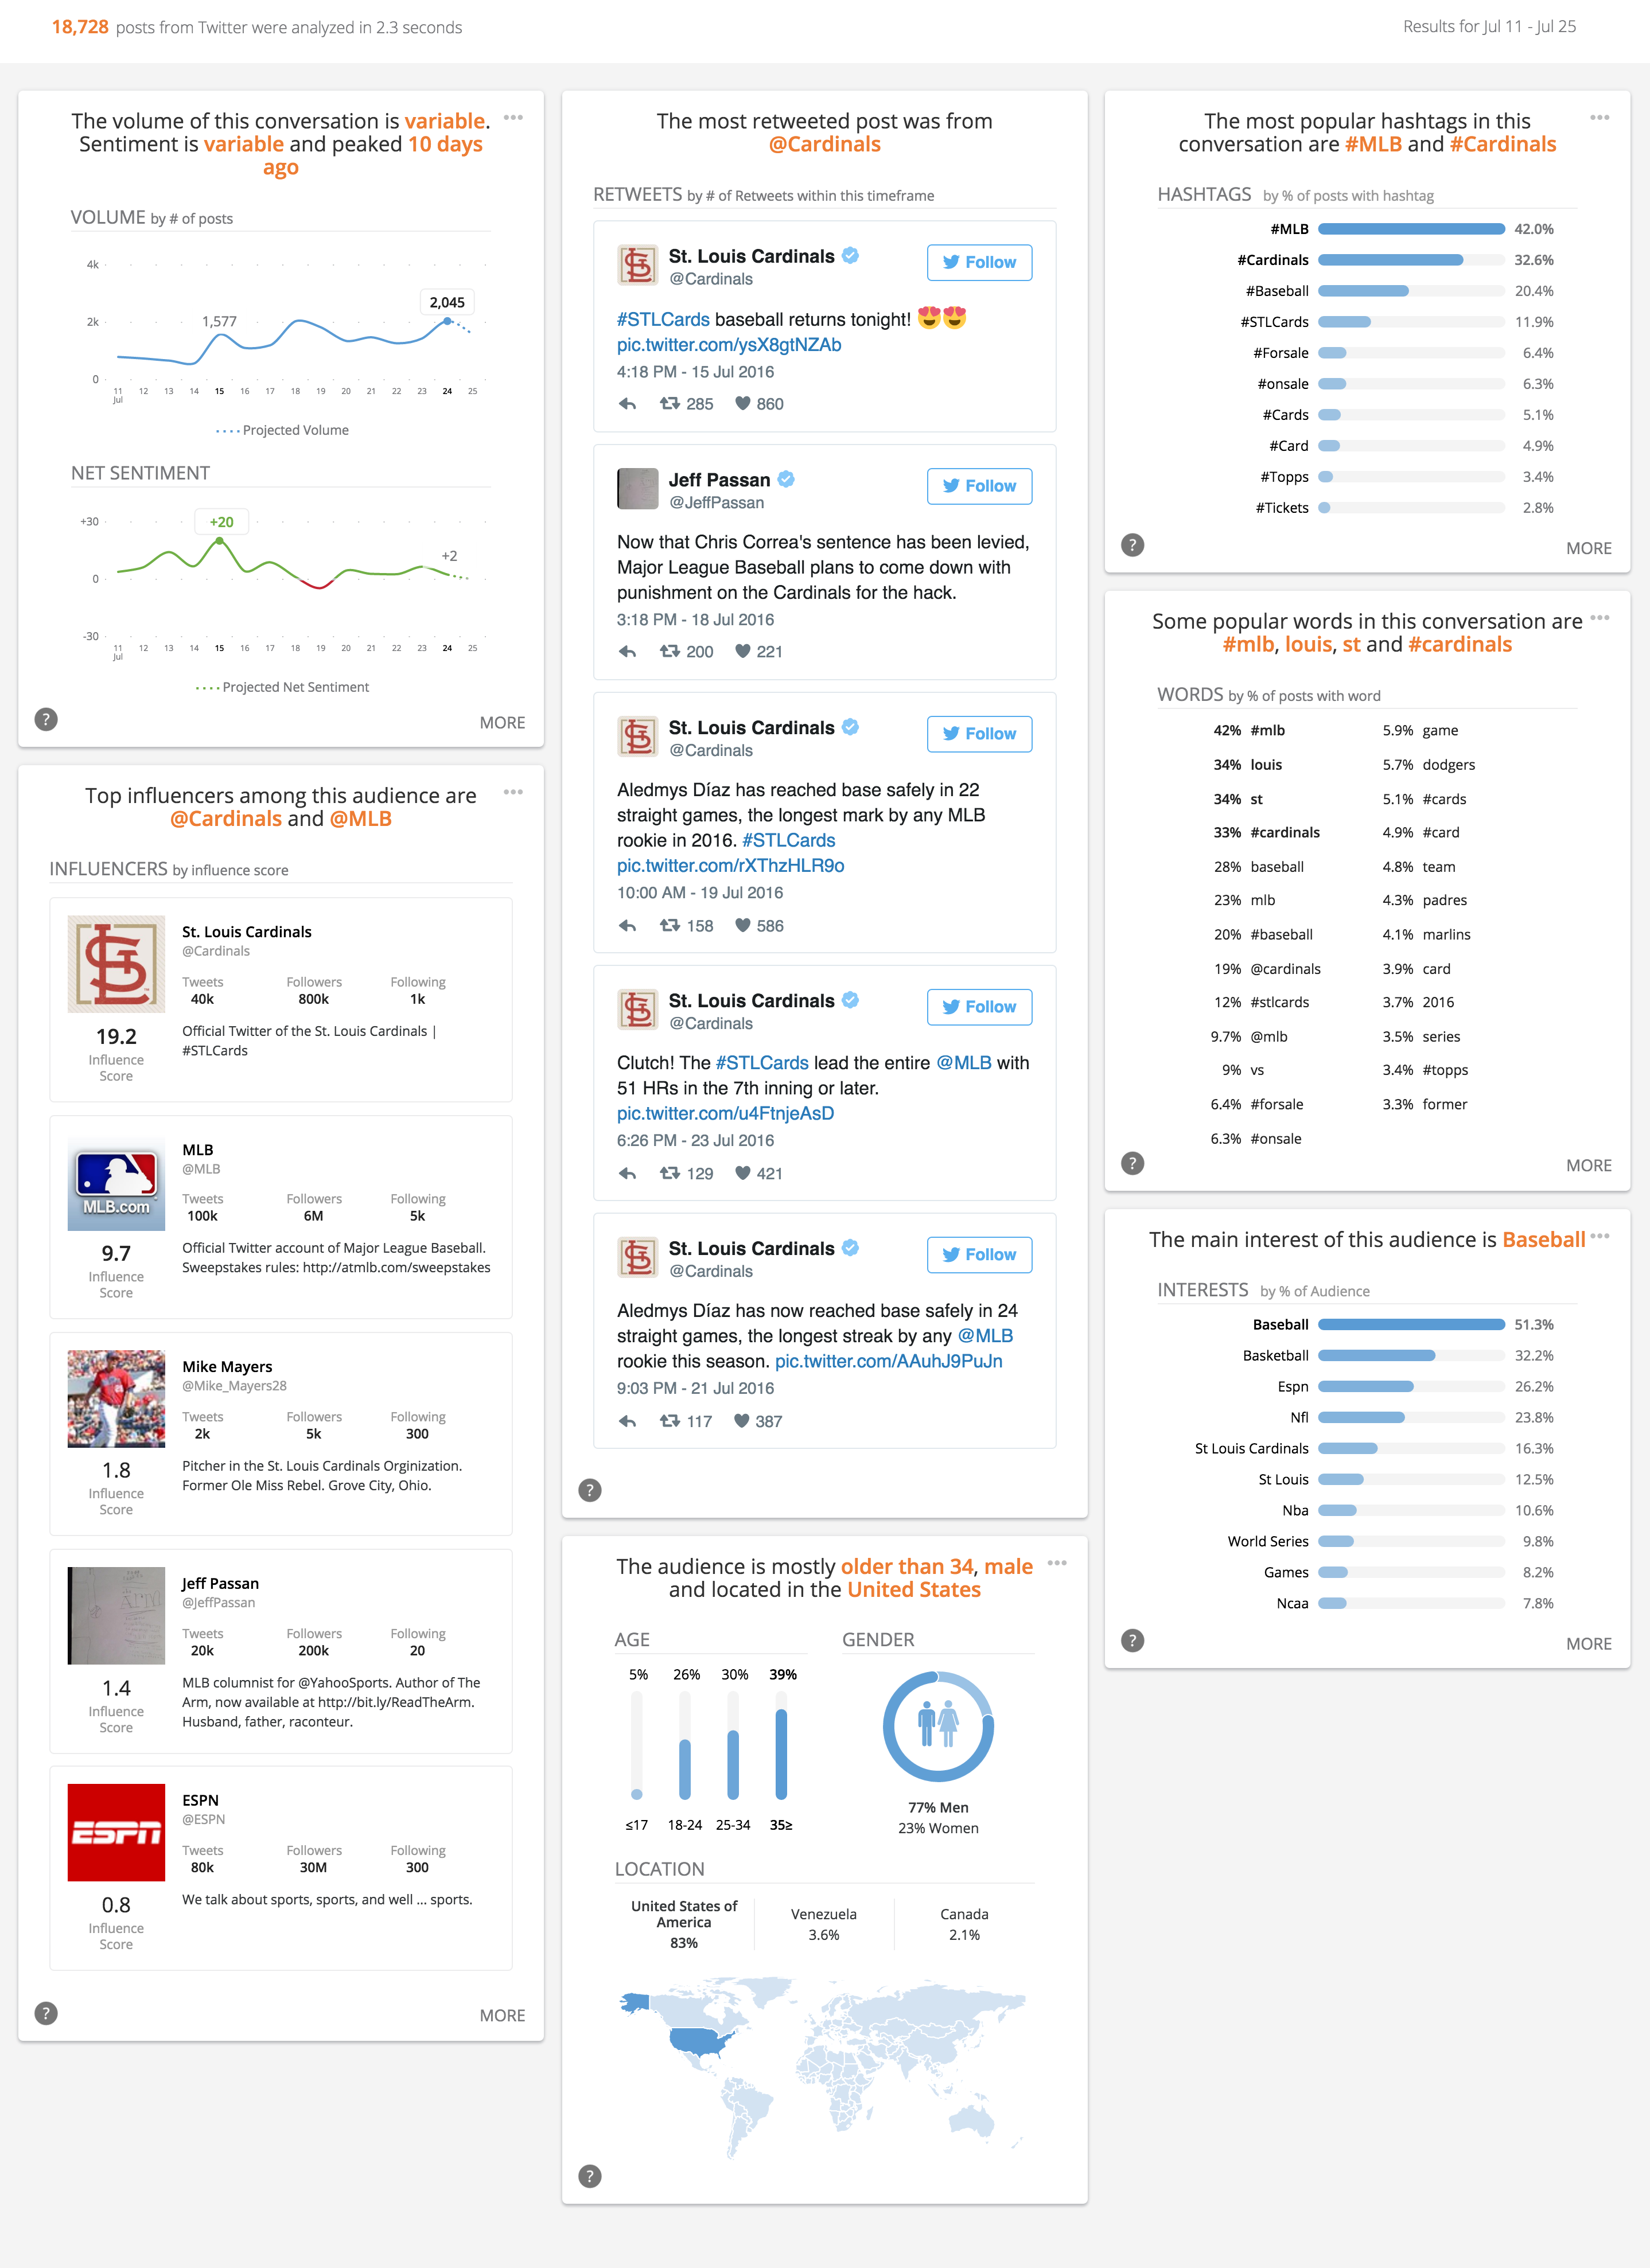 18,728 posts from Twitter were analyzed in 2.3 seconds
Results for Jul 11 - Jul 25
The volume of this conversation is variable.
Sentiment is variable and peaked 10 days
ago
VOLUME by # of posts
4k
2k
0
1,577
2,045
11 12 13 14 15 16 17 18 19 20 21 22 23 24 25
Jul
Projected Volume
NET SENTIMENT
+30
0
-30
+20
+2
11 12 13 14 15 16 17 18 19 20 21 22 23 24 25
Jul
Projected Net Sentiment
?
MORE
Top influencers among this audience are
@Cardinals and @MLB
INFLUENCERS by influence score
St. Louis Cardinals
@Cardinals
Tweets Followers Following
40k 800k 1k
19.2
Influence
Score
Official Twitter of the St. Louis Cardinals |
#STLCards
MLB.com
MLB
@MLB
Tweets Followers Following
100k 6M 5k
9.7
Influence
Score
Official Twitter account of Major League Baseball.
Sweepstakes rules: http://atmlb.com/sweepstakes
Mike Mayers
@Mike_Mayers28
Tweets Followers Following
2k 5k 300
1.8
Influence
Score
Pitcher in the St. Louis Cardinals Orginization.
Former Ole Miss Rebel. Grove City, Ohio.
Jeff Passan
@JeffPassan
Tweets Followers Following
20k 200k 20
1.4
Influence
Score
MLB columnist for @YahooSports. Author of The
Arm, now available at http://bit.ly/ReadTheArm.
Husband, father, raconteur.
ESPN
ESPN
@ESPN
Tweets Followers Following
80k 30M 300
0.8
Influence
Score
We talk about sports, sports, and well ... sports.
?
MORE
The most retweeted post was from
@Cardinals
RETWEETS by # of Retweets within this timeframe
St. Louis Cardinals
@Cardinals
Follow
#STLCards baseball returns tonight! 😍😍
pic.twitter.com/ysX8gtNZAb
4:18 PM - 15 Jul 2016
285 860
Jeff Passan
@JeffPassan
Follow
Now that Chris Correa's sentence has been levied,
Major League Baseball plans to come down with
punishment on the Cardinals for the hack.
3:18 PM - 18 Jul 2016
200 221
St. Louis Cardinals
@Cardinals
Follow
Aledmys Díaz has reached base safely in 22
straight games, the longest mark by any MLB
rookie in 2016. #STLCards
pic.twitter.com/rXThzHLR9o
10:00 AM - 19 Jul 2016
158 586
St. Louis Cardinals
@Cardinals
Follow
Clutch! The #STLCards lead the entire @MLB with
51 HRs in the 7th inning or later.
pic.twitter.com/u4FtnjeAsD
6:26 PM - 23 Jul 2016
129 421
St. Louis Cardinals
@Cardinals
Follow
Aledmys Díaz has now reached base safely in 24
straight games, the longest streak by any @MLB
rookie this season. pic.twitter.com/AAuhJ9PuJn
9:03 PM - 21 Jul 2016
117 387
?
The audience is mostly older than 34, male
and located in the United States
AGE
5% 26% 30% 39%
≤17 18-24 25-34 35≥
GENDER
77% Men
23% Women
LOCATION
United States of
America
83%
Venezuela
3.6%
Canada
2.1%
?
The most popular hashtags in this
conversation are #MLB and #Cardinals
HASHTAGS by % of posts with hashtag
#MLB 42.0%
#Cardinals 32.6%
#Baseball 20.4%
#STLCards 11.9%
#Forsale 6.4%
#onsale 6.3%
#Cards 5.1%
#Card 4.9%
#Topps 3.4%
#Tickets 2.8%
?
MORE
Some popular words in this conversation are
#mlb, louis, st and #cardinals
WORDS by % of posts with word
42% #mlb 5.9% game
34% louis 5.7% dodgers
34% st 5.1% #cards
33% #cardinals 4.9% #card
28% baseball 4.8% team
23% mlb 4.3% padres
20% #baseball 4.1% marlins
19% @cardinals 3.9% card
12% #stlcards 3.7% 2016
9.7% @mlb 3.5% series
9% vs 3.4% #topps
6.4% #forsale 3.3% former
6.3% #onsale
?
MORE
The main interest of this audience is Baseball
INTERESTS by % of Audience
Baseball 51.3%
Basketball 32.2%
Espn 26.2%
Nfl 23.8%
St Louis Cardinals 16.3%
St Louis 12.5%
Nba 10.6%
World Series 9.8%
Games 8.2%
Ncaa 7.8%
?
MORE